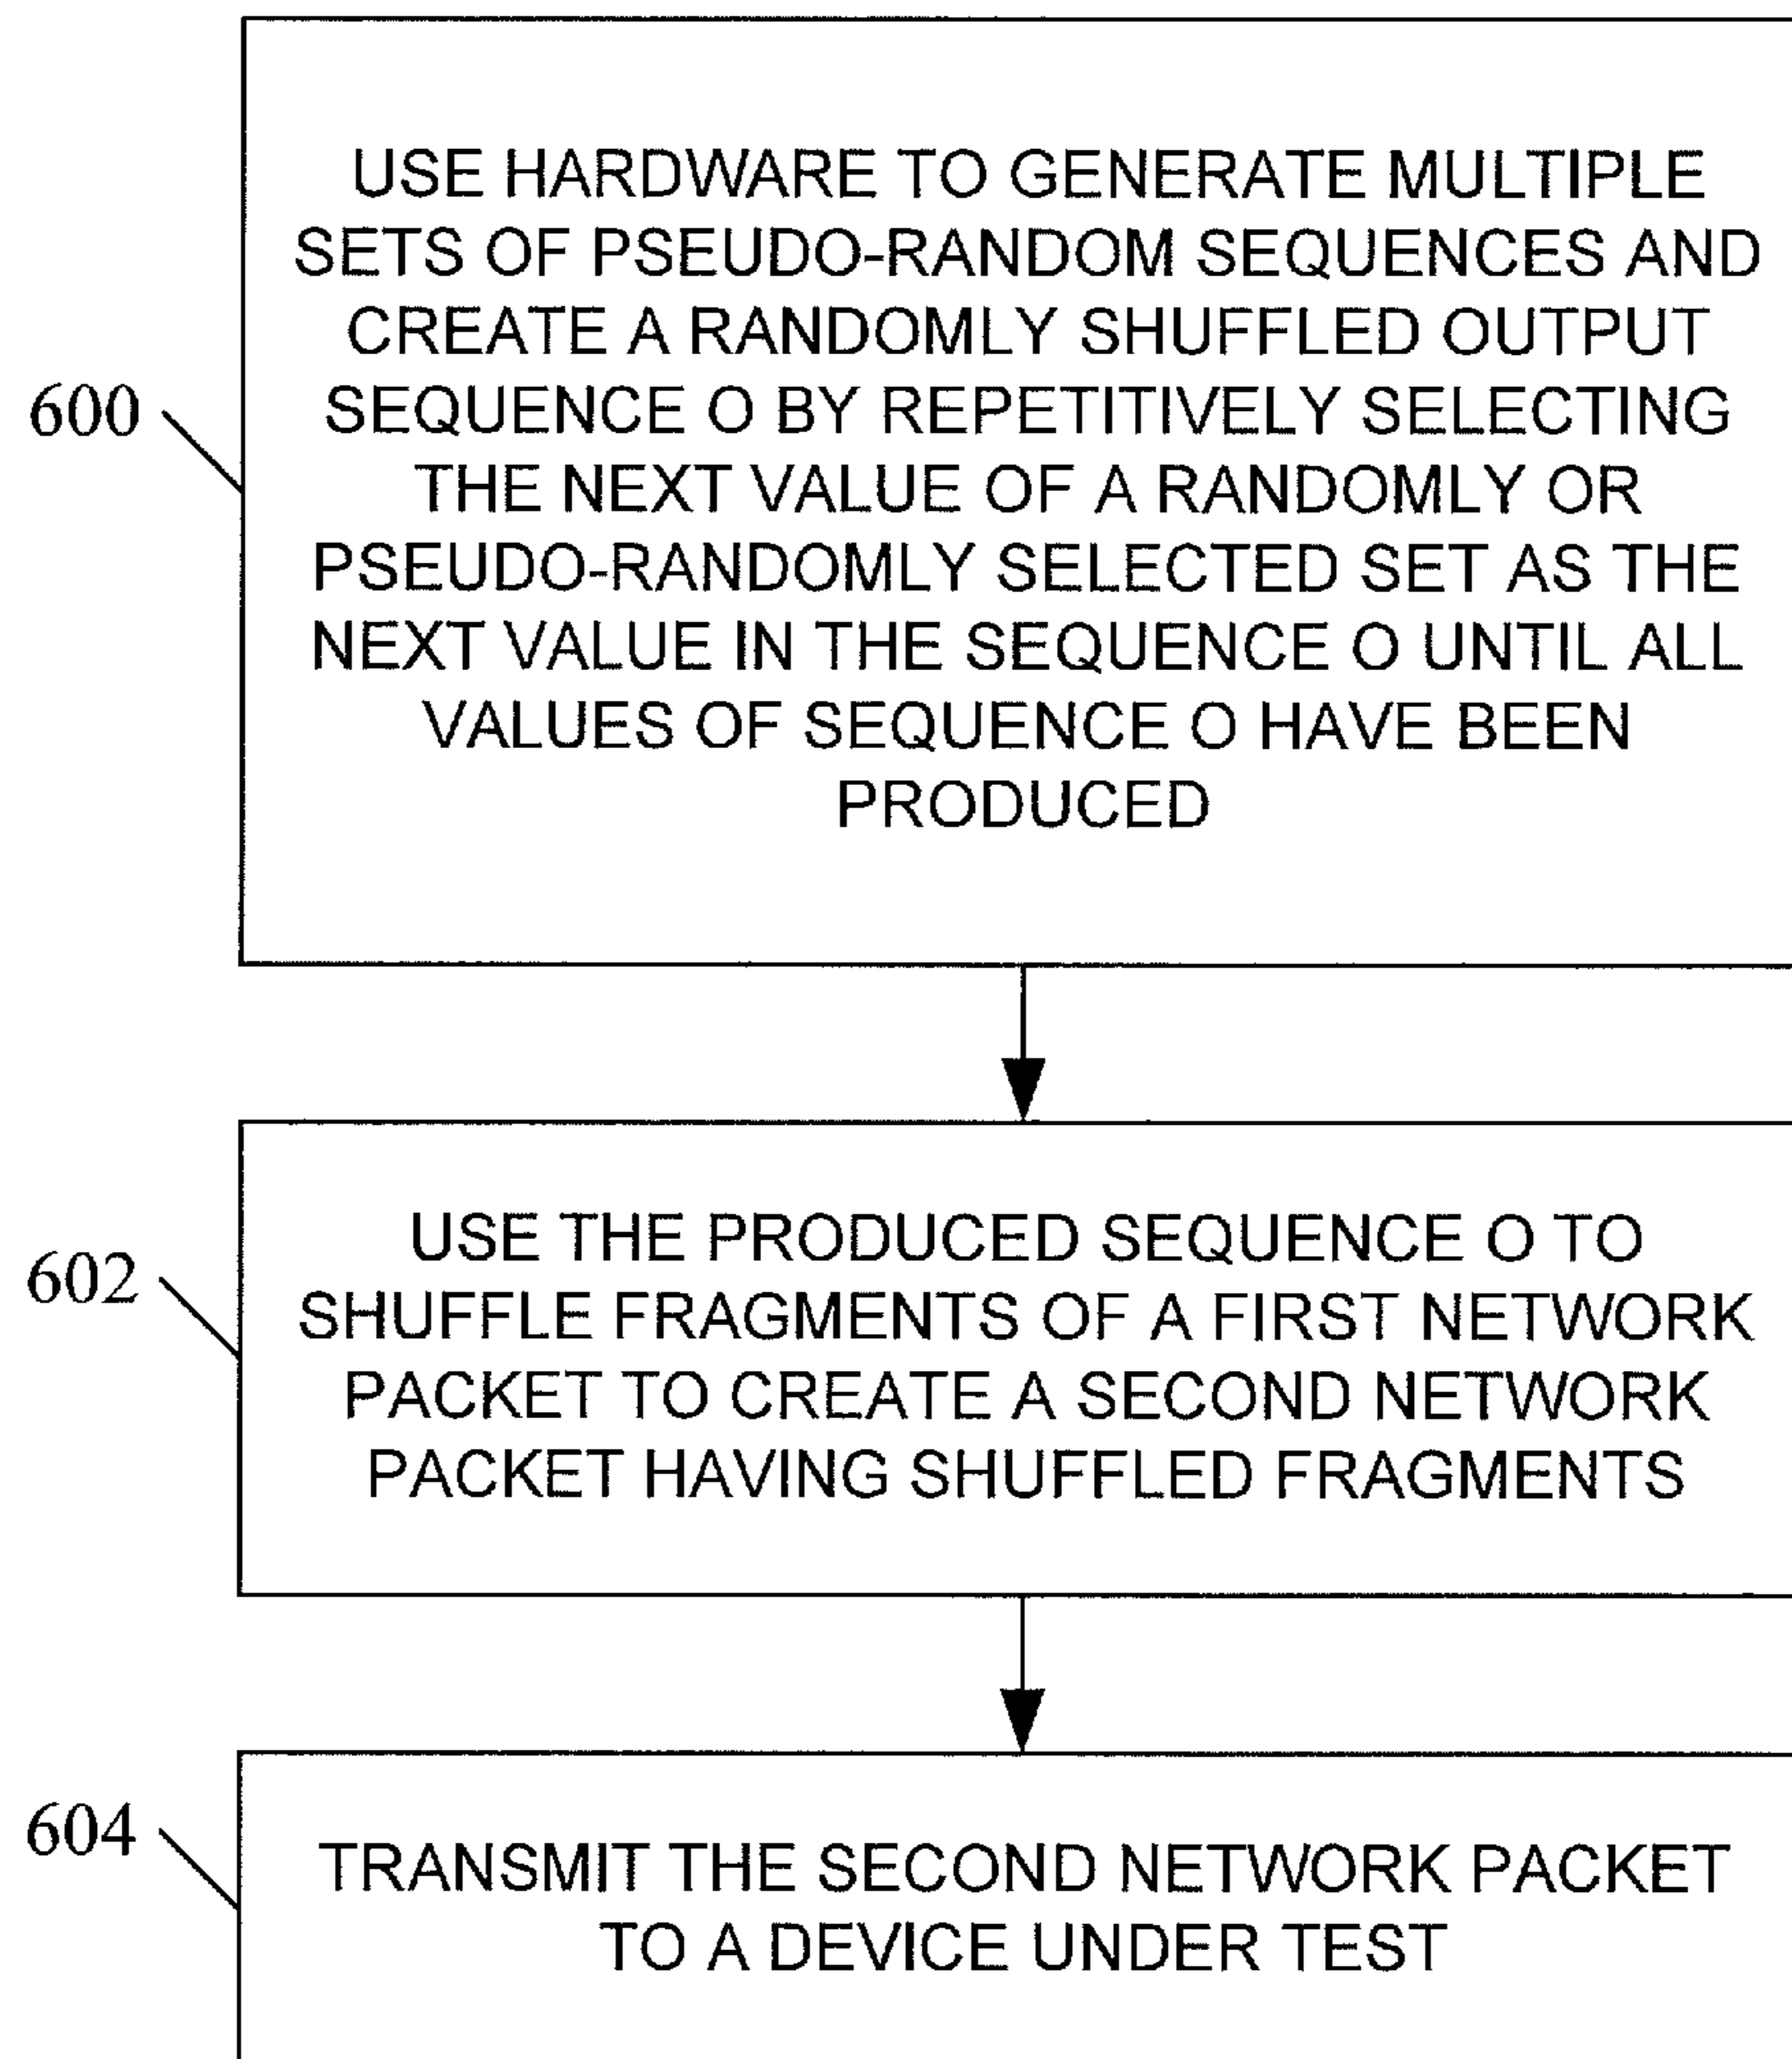 USE HARDWARE TO GENERATE MULTIPLE
SETS OF PSEUDO-RANDOM SEQUENCES AND
CREATE A RANDOMLY SHUFFLED OUTPUT
SEQUENCE O BY REPETITIVELY SELECTING
THE NEXT VALUE OF A RANDOMLY OR
PSEUDO-RANDOMLY SELECTED SET AS THE
NEXT VALUE IN THE SEQUENCE O UNTIL ALL
VALUES OF SEQUENCE O HAVE BEEN
PRODUCED
600
USE THE PRODUCED SEQUENCE O TO
SHUFFLE FRAGMENTS OF A FIRST NETWORK
PACKET TO CREATE A SECOND NETWORK
PACKET HAVING SHUFFLED FRAGMENTS
602
TRANSMIT THE SECOND NETWORK PACKET
TO A DEVICE UNDER TEST
604